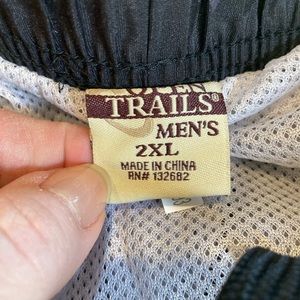 TRAILS®
MEN'S
2XL
MADE IN CHINA
RN# 132682